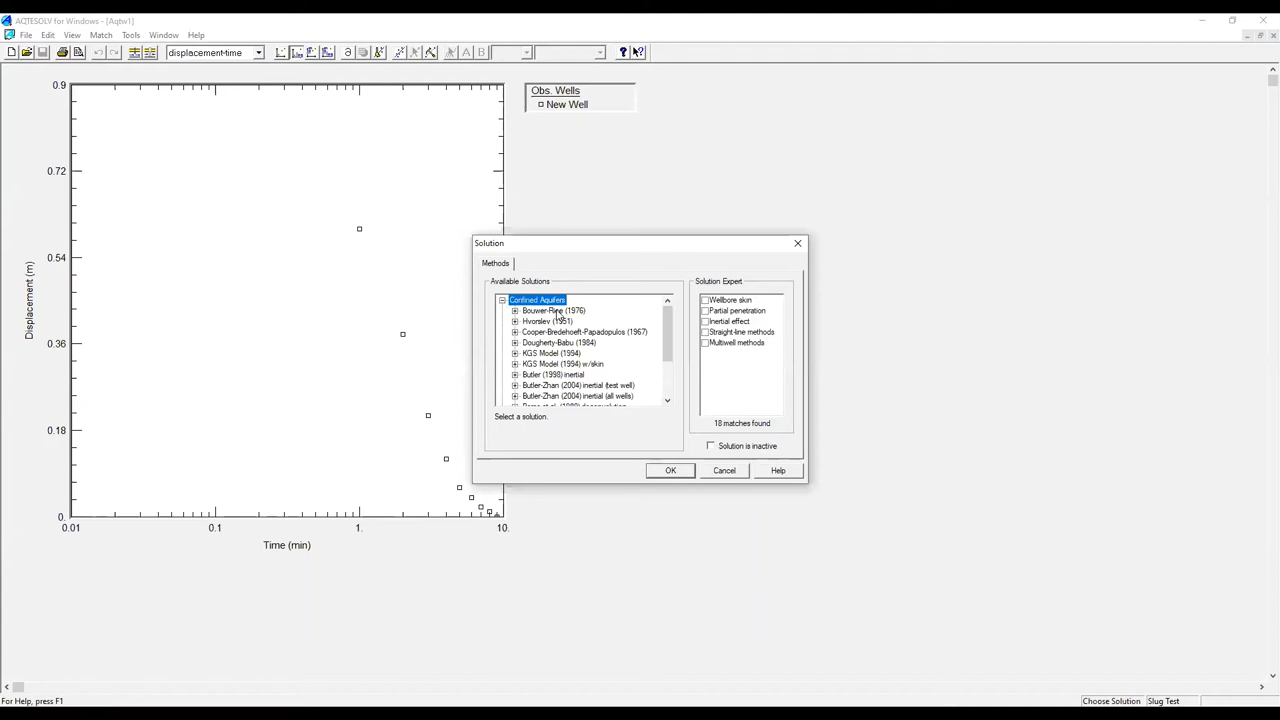 AQTESOLV for Windows - [Aqtw1]
File Edit View Match Tools Window Help
displacement-time
Obs. Wells
New Well
0.9
0.72
0.54
0.36
0.18
0.
Displacement (m)
0.01 0.1 1. 10.
Time (min)
Solution
Methods
Available Solutions
Confined Aquifers
Bouwer-Rice (1976)
Hvorslev (1951)
Cooper-Bredehoeft-Papadopulos (1967)
Dougherty-Babu (1984)
KGS Model (1994)
KGS Model (1994) w/skin
Butler (1998) inertial
Butler-Zhan (2004) inertial (test well)
Butler-Zhan (2004) inertial (all wells)
Select a solution.
Solution Expert
Wellbore skin
Partial penetration
Inertial effect
Straight-line methods
Multiwell methods
18 matches found
Solution is inactive
OK Cancel Help
For Help, press F1
Choose Solution Slug Test